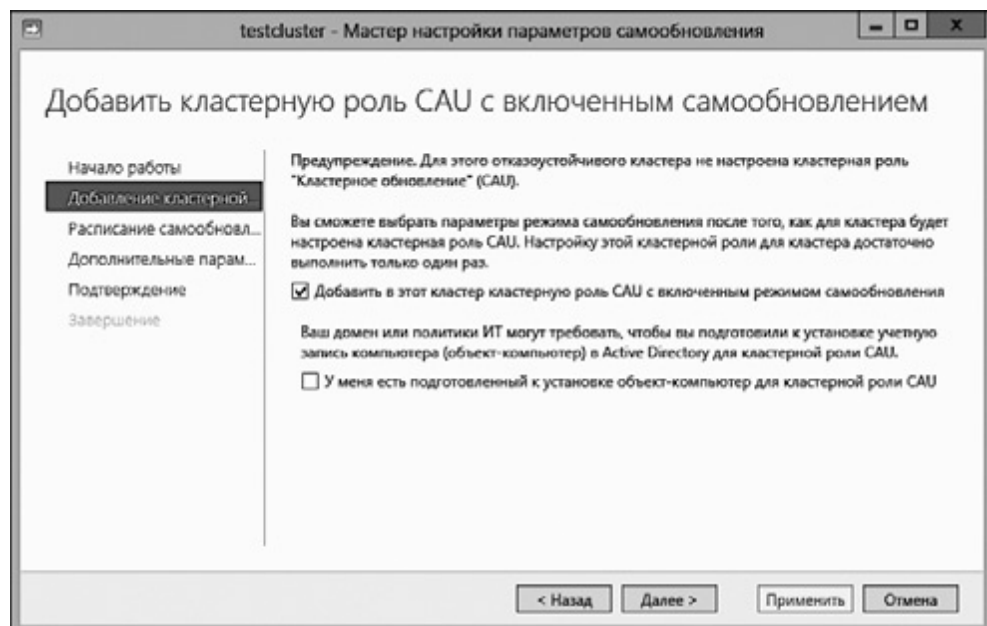 testcluster - Мастер настройки параметров самообновления
Добавить кластерную роль CAU с включенным самообновлением
Начало работы
Добавление кластерной...
Расписание самообновл...
Дополнительные парам...
Подтверждение
Завершение
Предупреждение. Для этого отказоустойчивого кластера не настроена кластерная роль
"Кластерное обновление" (CAU).
Вы сможете выбрать параметры режима самообновления после того, как для кластера будет
настроена кластерная роль CAU. Настройку этой кластерной роли для кластера достаточно
выполнить только один раз.
Добавить в этот кластер кластерную роль CAU с включенным режимом самообновления
Ваш домен или политики ИТ могут требовать, чтобы вы подготовили к установке учетную
запись компьютера (объект-компьютер) в Active Directory для кластерной роли CAU.
У меня есть подготовленный к установке объект-компьютер для кластерной роли CAU
< Назад Далее > Применить Отмена